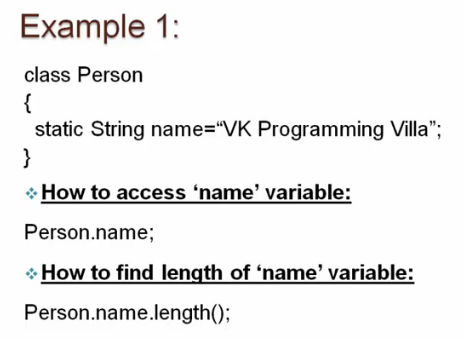 Example 1:
class Person
{
static String name=“VK Programming Villa”;
}
How to access ‘name’ variable:
Person.name;
How to find length of ‘name’ variable:
Person.name.length();